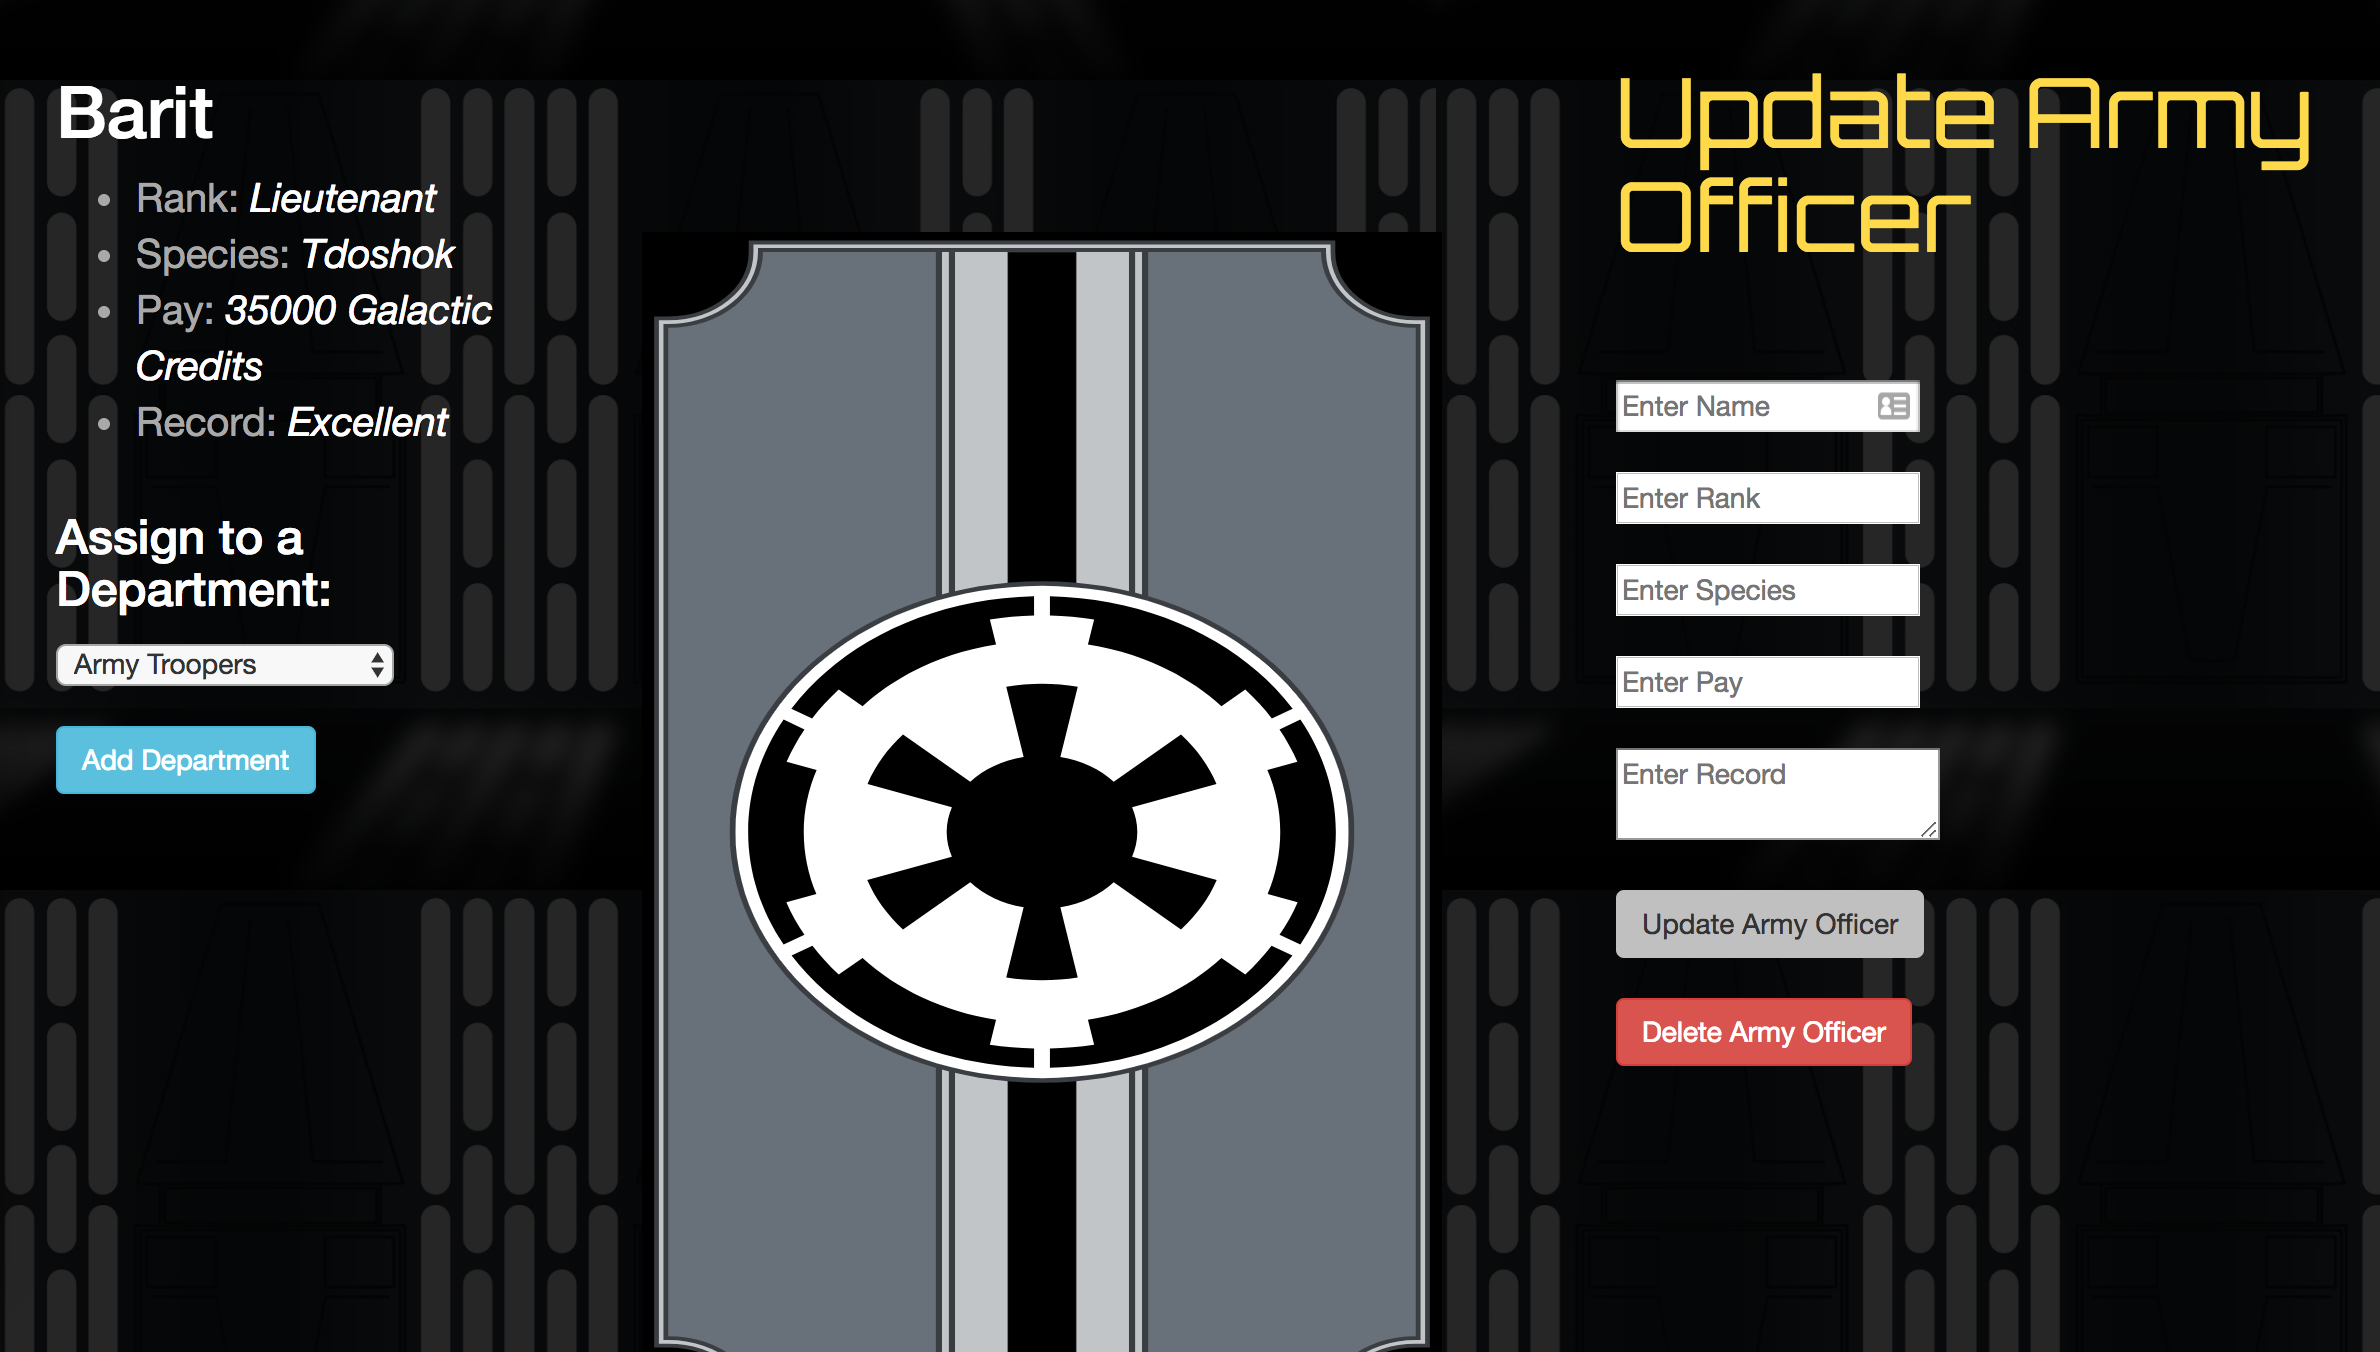 Barit
Rank: Lieutenant
Species: Tdoshok
Pay: 35000 Galactic
Credits
Record: Excellent
Assign to a
Department:
Army Troopers
Add Department
Update Army
Officer
Enter Name
Enter Rank
Enter Species
Enter Pay
Enter Record
Update Army Officer
Delete Army Officer